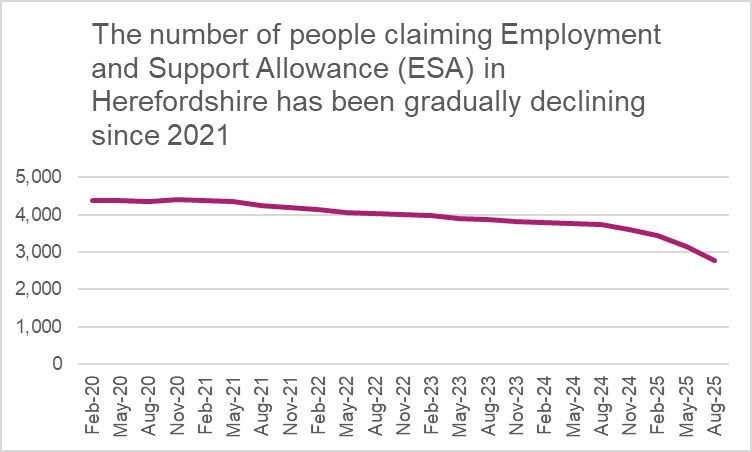 The number of people claiming Employment
and Support Allowance (ESA) in
Herefordshire has been gradually declining
since 2021
5,000
4,000
3,000
2,000
1,000
0
Feb-20
May-20
Aug-20
Nov-20
Feb-21
May-21
Aug-21
Nov-21
Feb-22
May-22
Aug-22
Nov-22
Feb-23
May-23
Aug-23
Nov-23
Feb-24
May-24
Aug-24
Nov-24
Feb-25
May-25
Aug-25